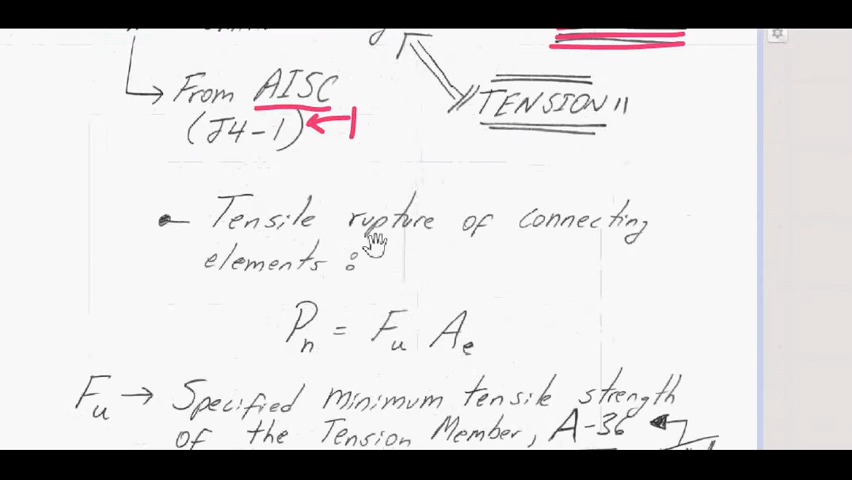 From AISC
(J4-1)
TENSION
Tensile rupture of connecting
elements :
Pn = Fu Ae
Fu → Specified minimum tensile strength
of the Tension Member, A-36